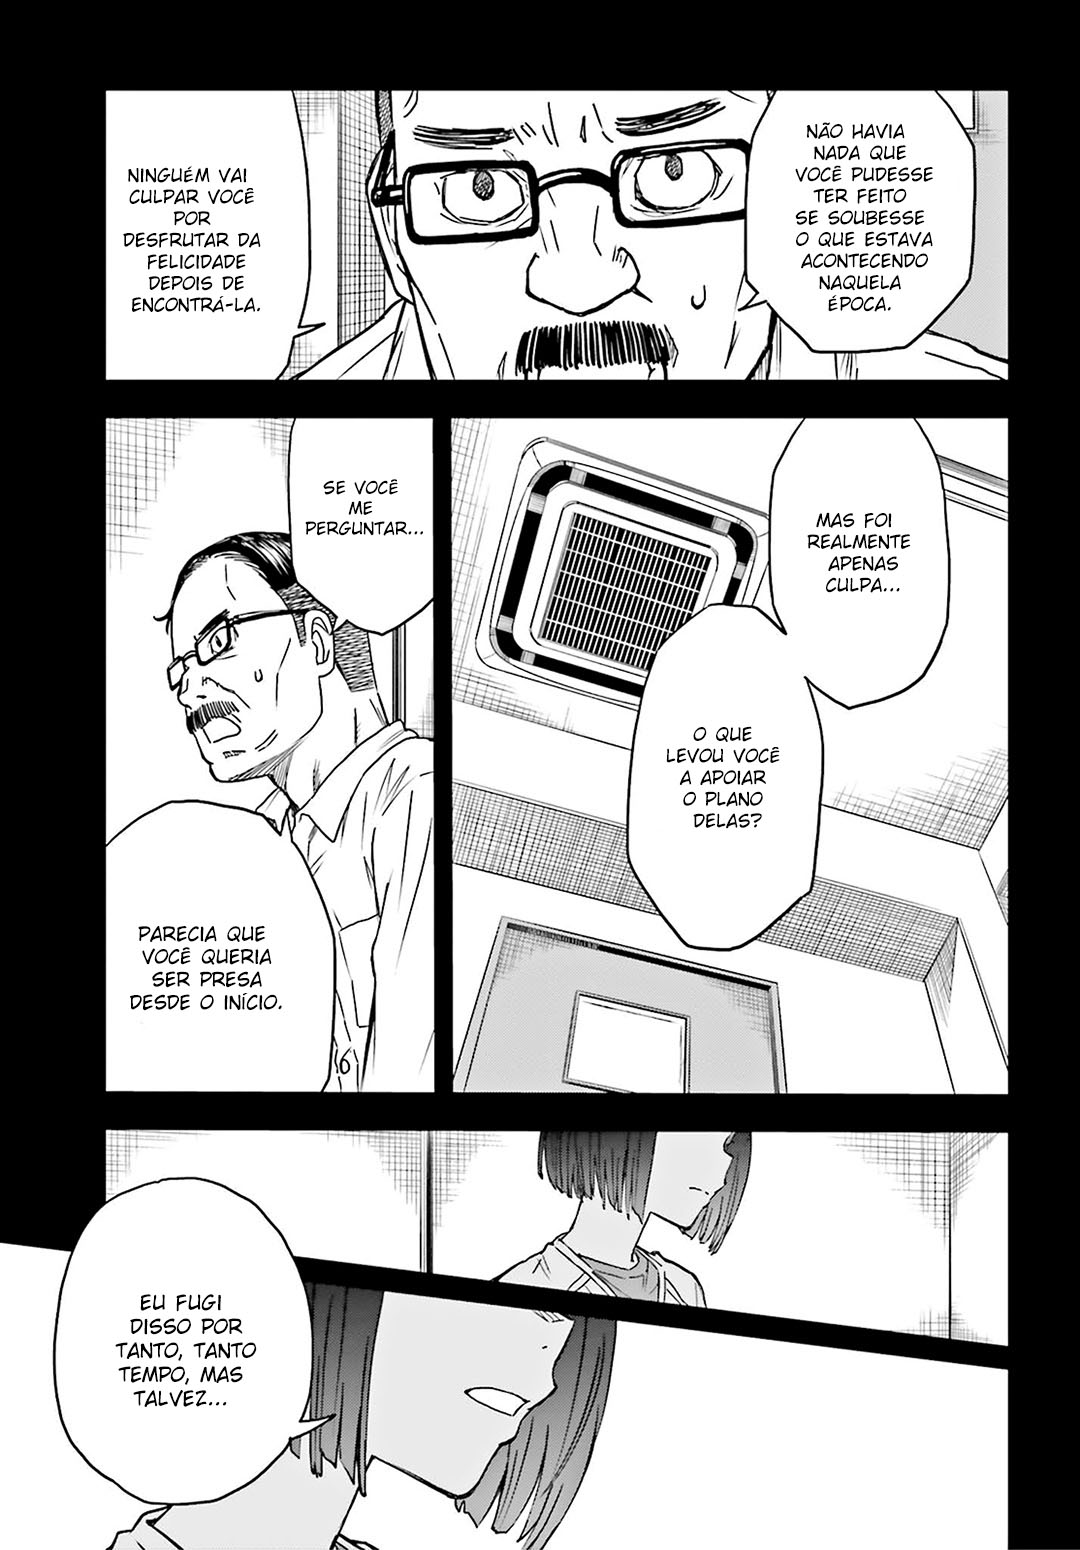 NÃO HAVIA
NADA QUE
VOCÊ PUDESSE
TER FEITO
SE SOUBESSE
O QUE ESTAVA
ACONTECENDO
NAQUELA
ÉPOCA.
NINGUÉM VAI
CULPAR VOCÊ
POR
DESFRUTAR DA
FELICIDADE
DEPOIS DE
ENCONTRÁ-LA.
MAS FOI
REALMENTE
APENAS
CULPA...
O QUE
LEVOU VOCÊ
A APOIAR
O PLANO
DELAS?
SE VOCÊ
ME
PERGUNTAR...
PARECIA QUE
VOCÊ QUERIA
SER PRESA
DESDE O INÍCIO.
EU FUGI
DISSO POR
TANTO, TANTO
TEMPO, MAS
TALVEZ...